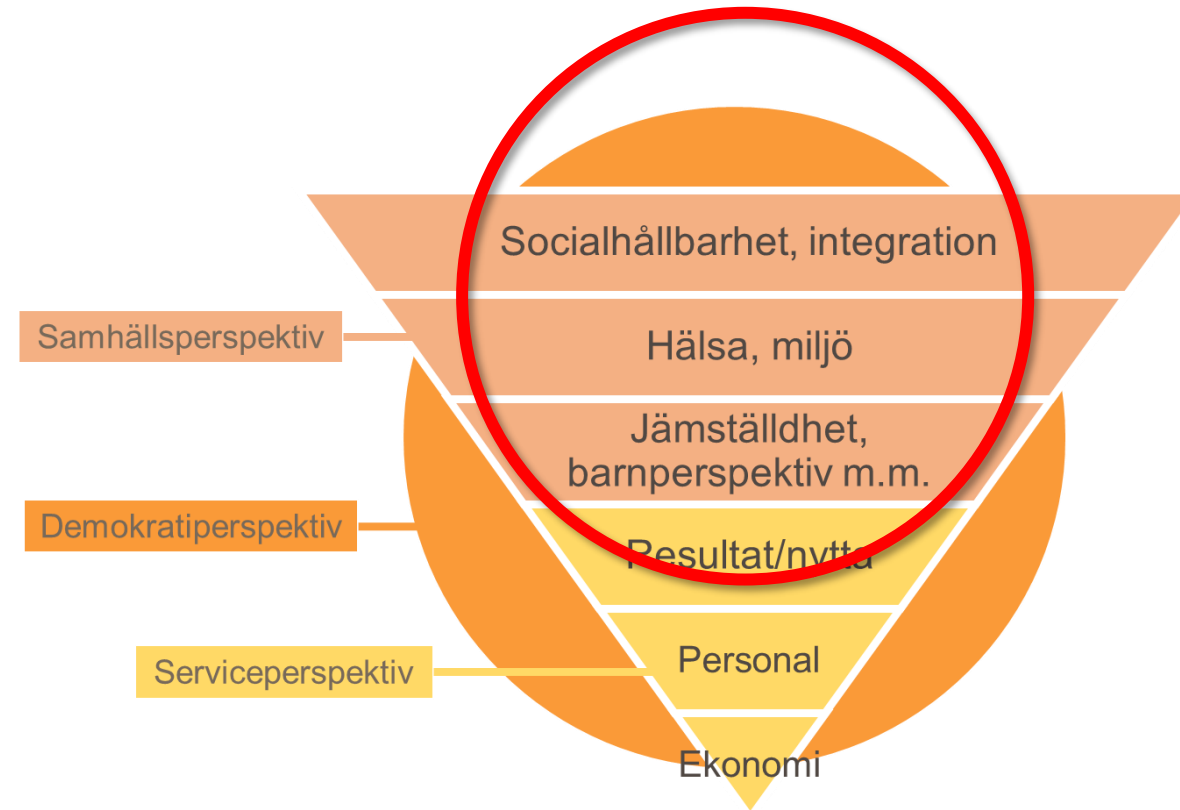 Socialhållbarhet, integration
Samhällsperspektiv
Hälsa, miljö
Jämställdhet,
barnperspektiv m.m.
Demokratiperspektiv
Resultat/nytta
Serviceperspektiv
Personal
Ekonomi